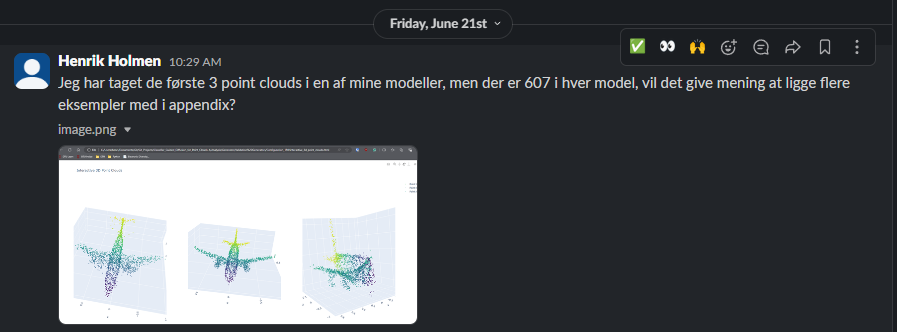 Friday, June 21st
Henrik Holmen 10:29 AM
Jeg har taget de første 3 point clouds i en af mine modeller, men der er 607 i hver model, vil det give mening at ligge flere
eksempler med i appendix?
image.png